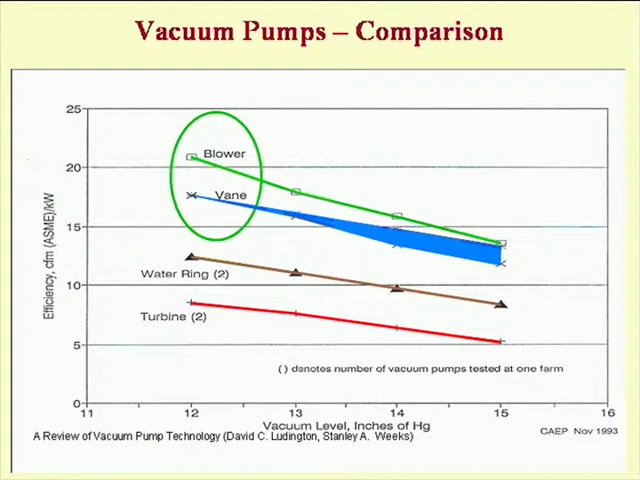 Vacuum Pumps – Comparison
25
20
15
10
5
0
Efficiency, cfm (ASME)/kW
Blower
Vane
Water Ring (2)
Turbine (2)
( ) denotes number of vacuum pumps tested at one farm
11 12 13 14 15 16
Vacuum Level, Inches of Hg
A Review of Vacuum Pump Technology (David C. Ludington, Stanley A. Weeks)
CAEP Nov 1993